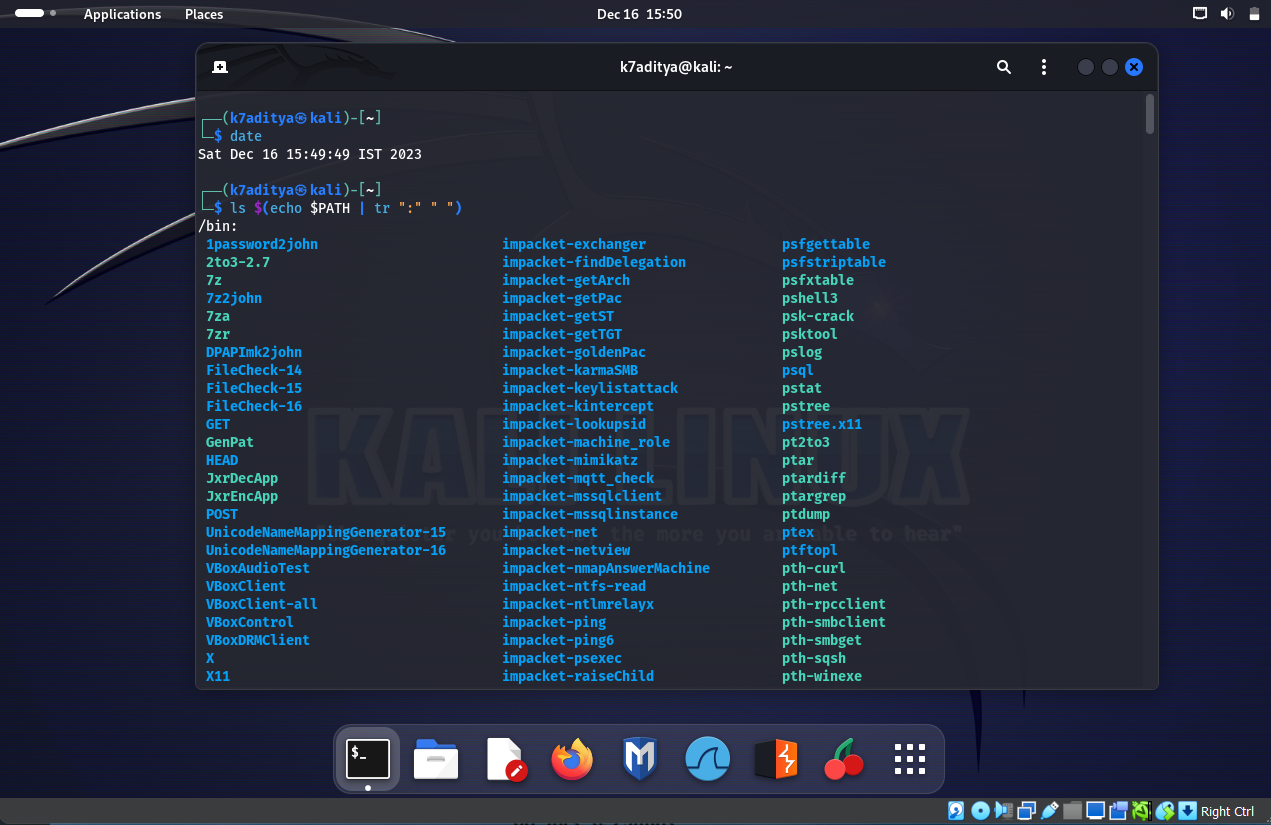 Applications Places Dec 16 15:50
k7aditya@kali: ~
┌──(k7aditya㉿kali)-[~]
└─$ date
Sat Dec 16 15:49:49 IST 2023
┌──(k7aditya㉿kali)-[~]
└─$ ls $(echo $PATH | tr ":" " ")
/bin:
1password2john impacket-exchanger psfgettable
2to3-2.7 impacket-findDelegation psfstriptable
7z impacket-getArch psfxtable
7z2john impacket-getPac pshell3
7za impacket-getST psk-crack
7zr impacket-getTGT psktool
DPAPImk2john impacket-goldenPac pslog
FileCheck-14 impacket-karmaSMB psql
FileCheck-15 impacket-keylistattack pstat
FileCheck-16 impacket-kintercept pstree
GET impacket-lookupsid pstree.x11
GenPat impacket-machine_role pt2to3
HEAD impacket-mimikatz ptar
JxrDecApp impacket-mqtt_check ptardiff
JxrEncApp impacket-mssqlclient ptargrep
POST impacket-mssqlinstance ptdump
UnicodeNameMappingGenerator-15 impacket-net ptex
UnicodeNameMappingGenerator-16 impacket-netview ptftopl
VBoxAudioTest impacket-nmapAnswerMachine pth-curl
VBoxClient impacket-ntfs-read pth-net
VBoxClient-all impacket-ntlmrelayx pth-rpcclient
VBoxControl impacket-ping pth-smbclient
VBoxDRMClient impacket-ping6 pth-smbget
X impacket-psexec pth-sqsh
X11 impacket-raiseChild pth-winexe
KALI LINUX
the more you are able to hear"
$_
Right Ctrl